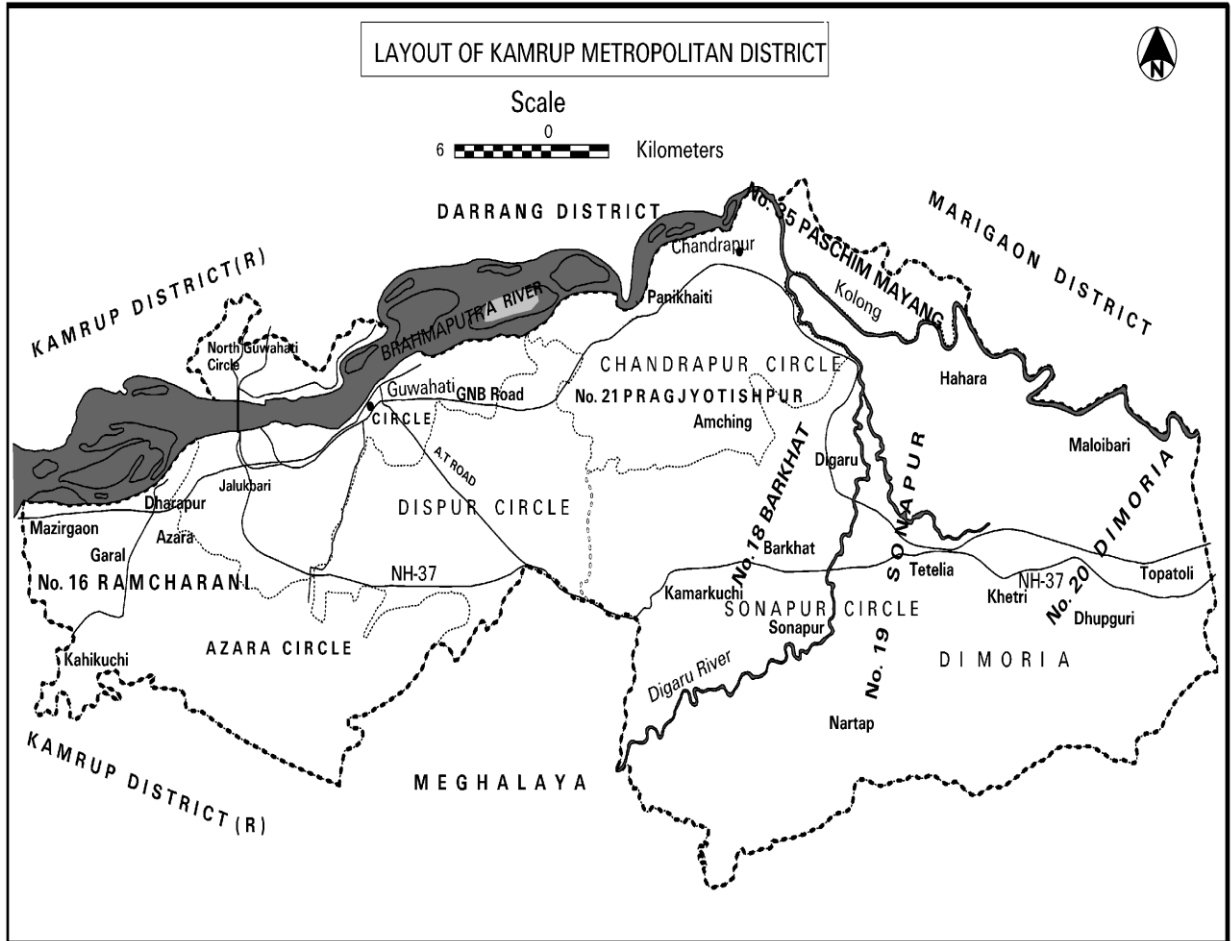 LAYOUT OF KAMRUP METROPOLITAN DISTRICT
N
Scale
0
6 Kilometers
DARRANG DISTRICT
MARIGAON DISTRICT
KAMRUP DISTRICT(R)
No. 35 PASCHIM MAYANG
Chandrapur
Kolong
Panikhaiti
BRAHMAPUTRA RIVER
North Guwahati
Circle
CHANDRAPUR CIRCLE
Hahara
Guwahati
GNB Road
No. 21 PRAGJYOTISHPUR
CIRCLE
Amching
Maloibari
A.T ROAD
Digaru
Jalukbari
Dharapur
DISPUR CIRCLE
No. 18 BARKHAT
SONAPUR
No. 19
No. 20 DIMORIA
Mazirgaon
Azara
Garal
Barkhat
No. 16 RAMCHARANI
NH-37
Kamarkuchi
Tetelia
NH-37
Topatoli
Khetri
SONAPUR CIRCLE
Dhupguri
Sonapur
AZARA CIRCLE
Kahikuchi
DIMORIA
Digaru River
Nartap
KAMRUP DISTRICT(R)
MEGHALAYA